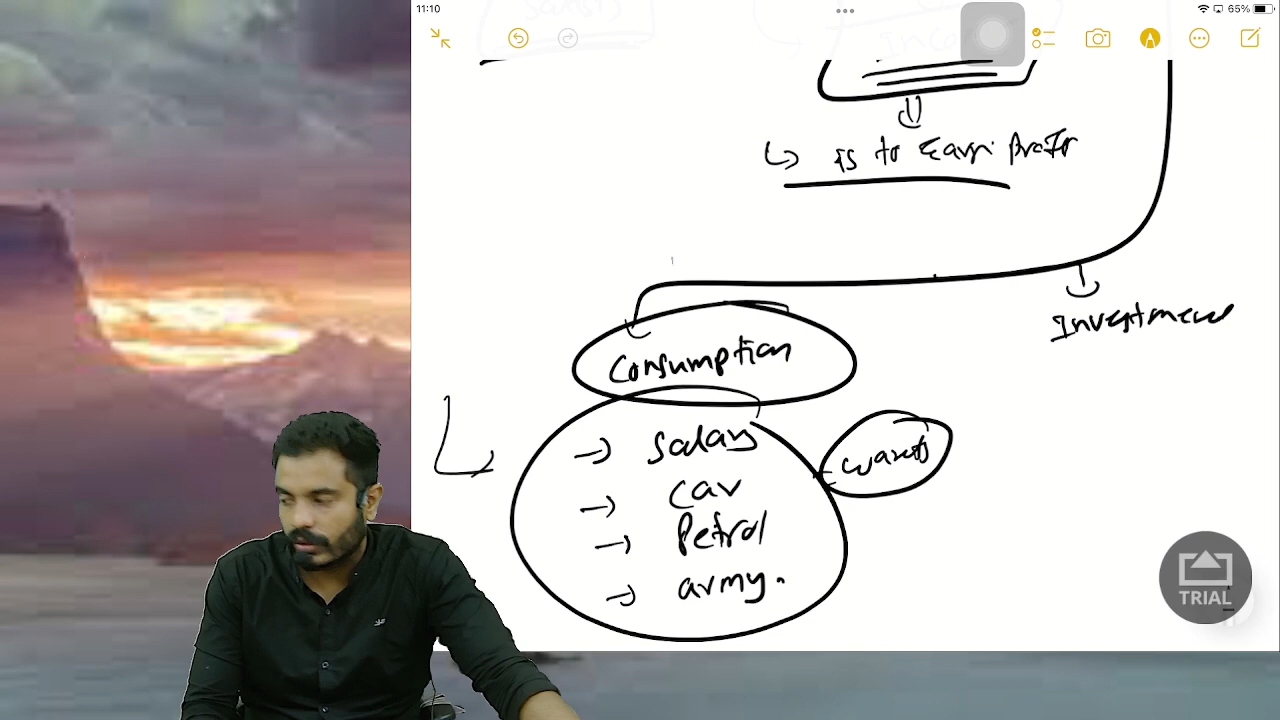 11:10
65%
↳ is to Earn Profit
Investment
Consumption
→ Salary
→ Car
→ Petrol
→ army.
wants
TRIAL